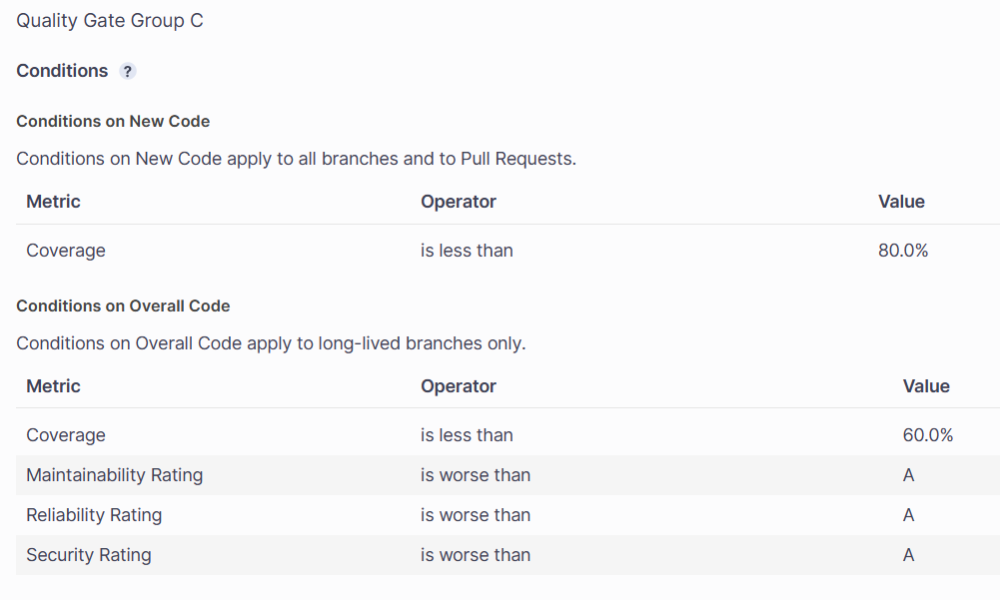 Quality Gate Group C
Conditions ?
Conditions on New Code
Conditions on New Code apply to all branches and to Pull Requests.
Metric Operator Value
Coverage is less than 80.0%
Conditions on Overall Code
Conditions on Overall Code apply to long-lived branches only.
Metric Operator Value
Coverage is less than 60.0%
Maintainability Rating is worse than A
Reliability Rating is worse than A
Security Rating is worse than A